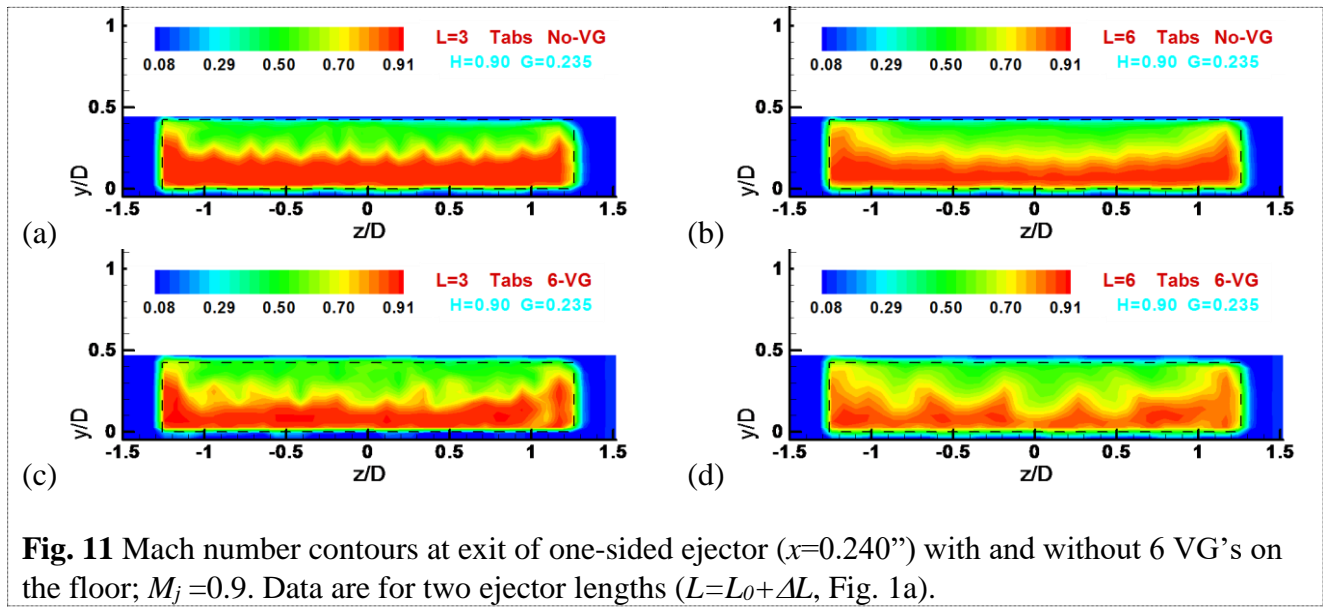 L=3 Tabs No-VG
H=0.90 G=0.235
0.08 0.29 0.50 0.70 0.91
1
0.5
0
y/D
-1.5 -1 -0.5 0 0.5 1 1.5
z/D
(a)
L=6 Tabs No-VG
H=0.90 G=0.235
0.08 0.29 0.50 0.70 0.91
1
0.5
0
y/D
-1.5 -1 -0.5 0 0.5 1 1.5
z/D
(b)
L=3 Tabs 6-VG
H=0.90 G=0.235
0.08 0.29 0.50 0.70 0.91
1
0.5
0
y/D
-1.5 -1 -0.5 0 0.5 1 1.5
z/D
(c)
L=6 Tabs 6-VG
H=0.90 G=0.235
0.08 0.29 0.50 0.70 0.91
1
0.5
0
y/D
-1.5 -1 -0.5 0 0.5 1 1.5
z/D
(d)
Fig. 11 Mach number contours at exit of one-sided ejector (x=0.240”) with and without 6 VG’s on
the floor; Mj =0.9. Data are for two ejector lengths (L=L0+ΔL, Fig. 1a).